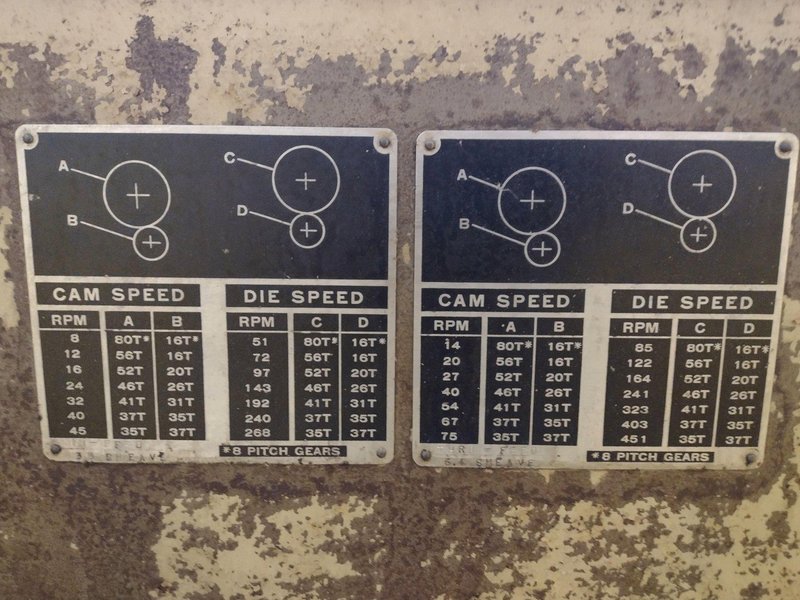 A
B
C
D
CAM SPEED
RPM A B
8 80T* 16T*
12 56T 16T
16 52T 20T
24 46T 26T
32 41T 31T
40 37T 35T
45 35T 37T
DIE SPEED
RPM C D
51 80T* 16T*
72 56T 16T
97 52T 20T
143 46T 26T
192 41T 31T
240 37T 35T
268 35T 37T
*8 PITCH GEARS
SHEAVE
A
B
C
D
CAM SPEED
RPM A B
14 80T* 16T*
20 56T 16T
27 52T 20T
40 46T 26T
54 41T 31T
67 37T 35T
75 35T 37T
DIE SPEED
RPM C D
85 80T* 16T*
122 56T 16T
164 52T 20T
241 46T 26T
323 41T 31T
403 37T 35T
451 35T 37T
*8 PITCH GEARS
SHEAVE